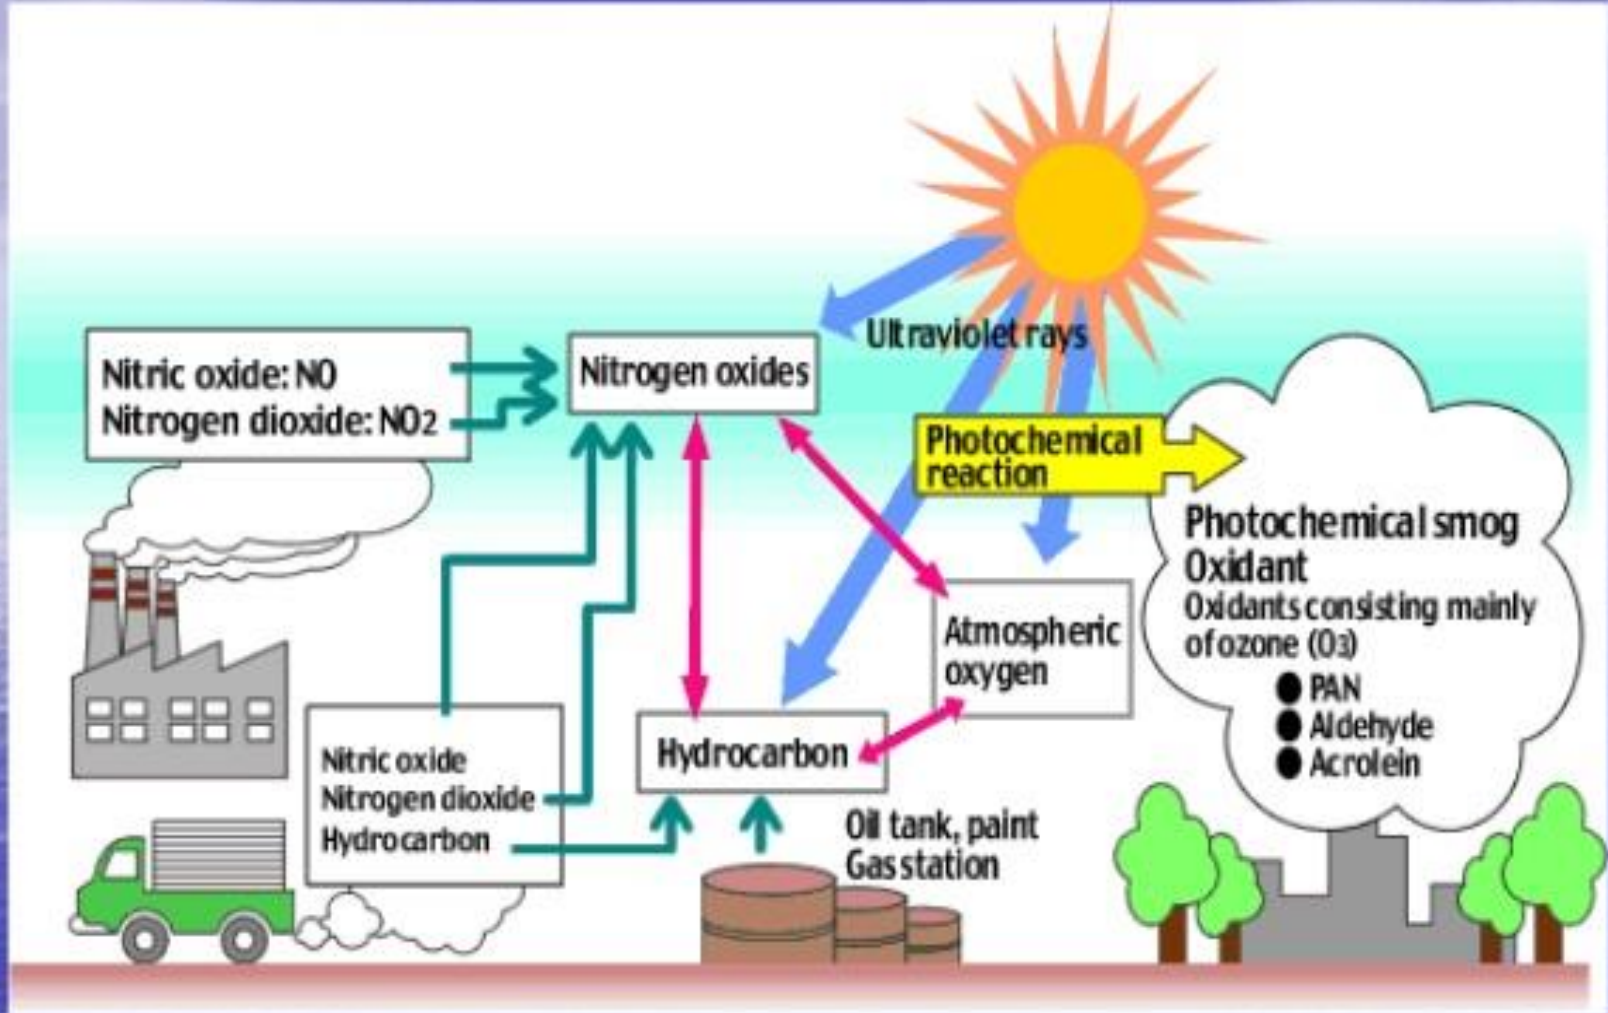 Ultraviolet rays
Nitric oxide: NO
Nitrogen dioxide: NO2
Nitrogen oxides
Photochemical
reaction
Photochemical smog
Oxidant
Oxidants consisting mainly
of ozone (O3)
● PAN
● Aldehyde
● Acrolein
Atmospheric
oxygen
Nitric oxide
Nitrogen dioxide
Hydrocarbon
Hydrocarbon
Oil tank, paint
Gas station